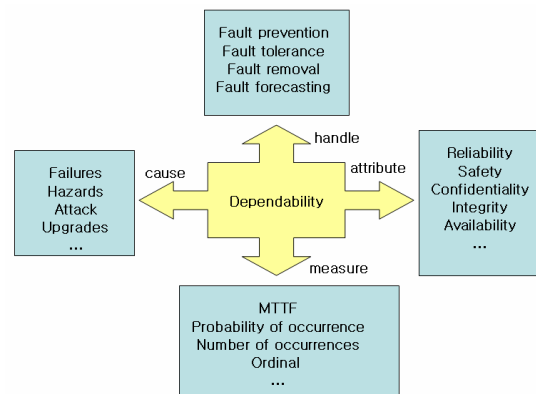 Fault prevention
Fault tolerance
Fault removal
Fault forecasting
handle
cause
attribute
Failures
Hazards
Attack
Upgrades
...
Dependability
Reliability
Safety
Confidentiality
Integrity
Availability
...
measure
MTTF
Probability of occurrence
Number of occurrences
Ordinal
...